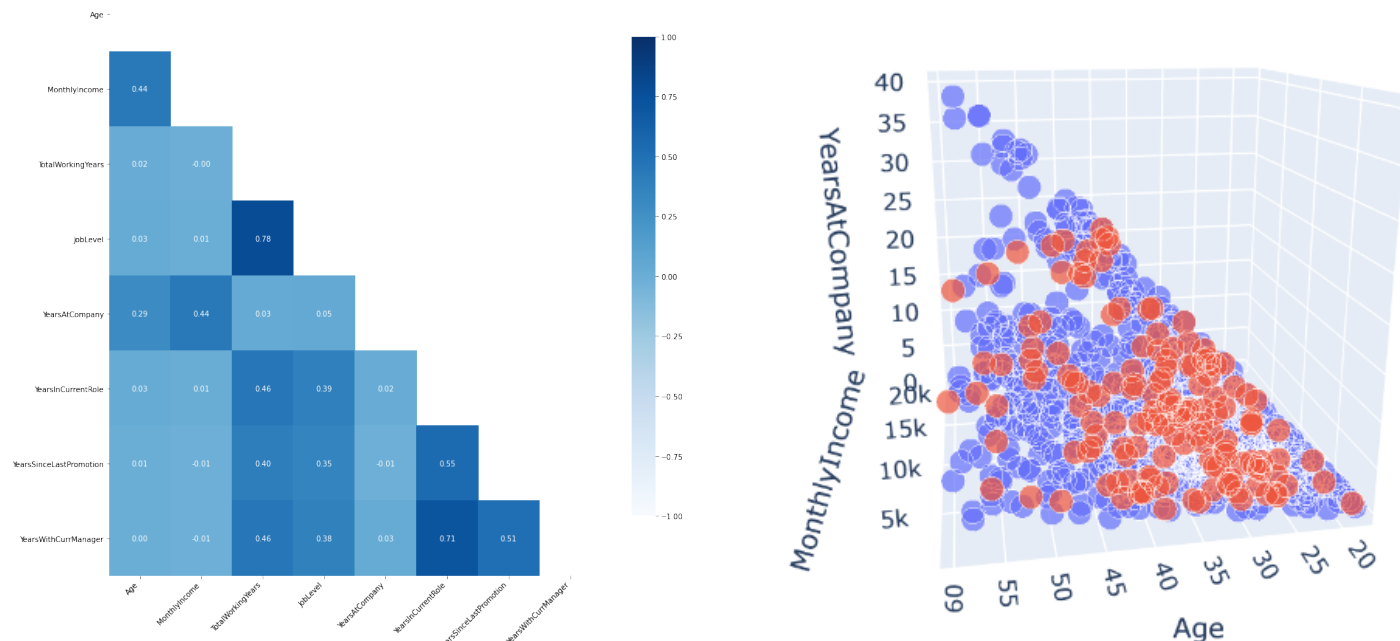 Age
MonthlyIncome
0.44
TotalWorkingYears
0.02 -0.00
JobLevel
0.03 0.01 0.78
YearsAtCompany
0.29 0.44 0.03 0.05
YearsInCurrentRole
0.03 0.01 0.46 0.39 0.02
YearsSinceLastPromotion
0.01 -0.01 0.40 0.35 -0.01 0.55
YearsWithCurrManager
0.00 -0.01 0.46 0.38 0.03 0.71 0.51
Age
MonthlyIncome
TotalWorkingYears
JobLevel
YearsAtCompany
YearsInCurrentRole
arsSinceLastPromotion
YearsWithCurrManager
1.00
0.75
0.50
0.25
0.00
−0.25
−0.50
−0.75
−1.00
YearsAtCompany
40
35
30
25
20
15
10
5
0
MonthlyIncome
20k
15k
10k
5k
60
55
50
45
40
35
30
25
20
Age